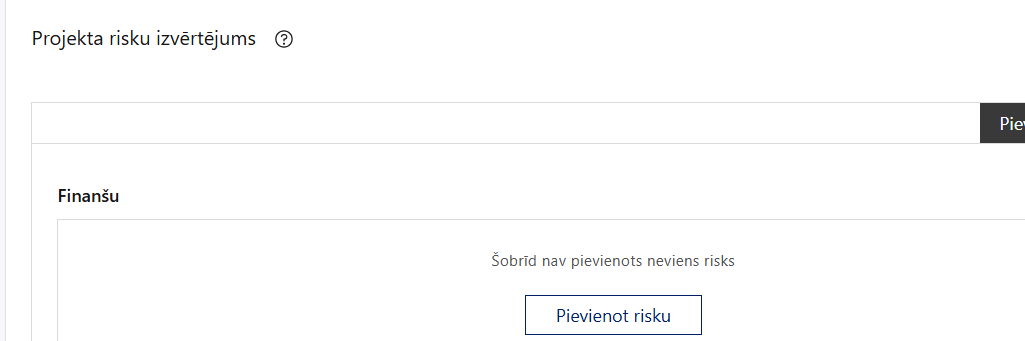 Projekta risku izvērtējums
Finanšu
Šobrīd nav pievienots neviens risks
Pievienot risku